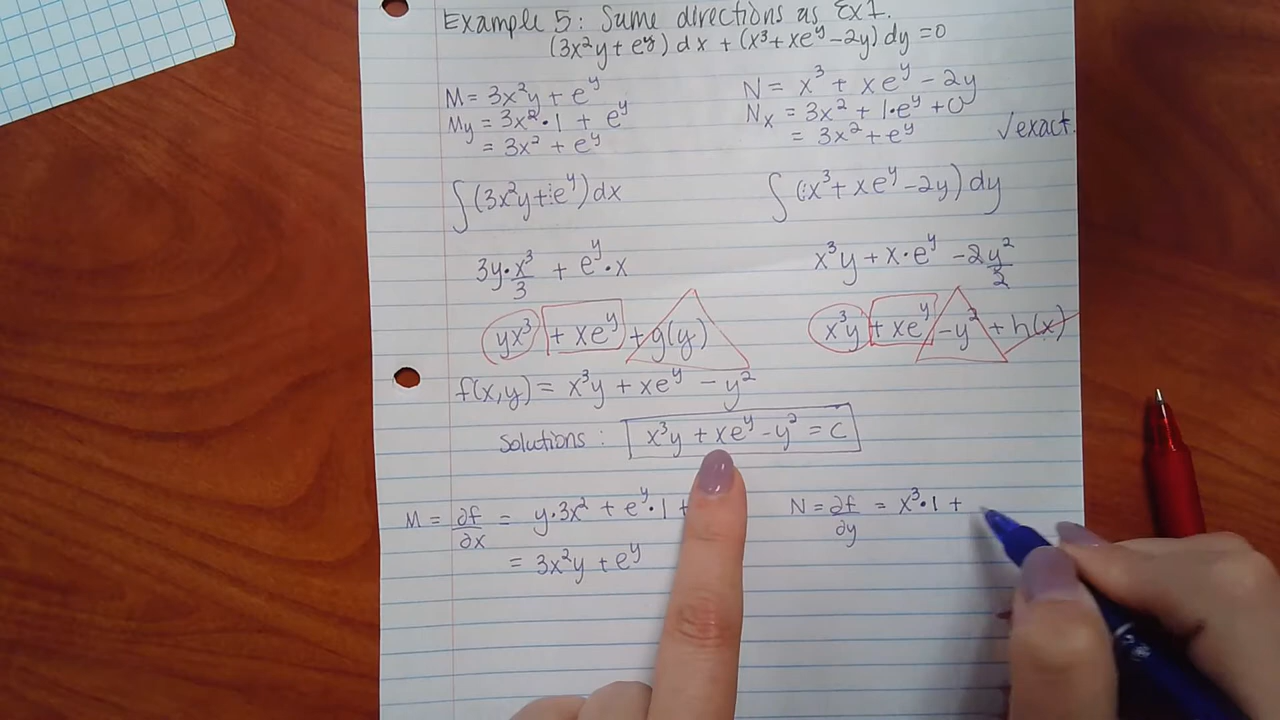 Example 5: Same directions as Ex 1.
(3x²y + e^y) dx + (x³ + xe^y − 2y) dy = 0
M = 3x²y + e^y
N = x³ + xe^y − 2y
My = 3x²·1 + e^y
Nx = 3x² + 1·e^y + 0
= 3x² + e^y
= 3x² + e^y
√exact.
∫(3x²y + e^y) dx
∫(x³ + xe^y − 2y) dy
3y·x³/3 + e^y·x
x³y + x·e^y − 2y²/2
yx³ + xe^y + g(y)
x³y + xe^y − y² + h(x)
f(x,y) = x³y + xe^y − y²
Solutions: x³y + xe^y − y² = c
M = ∂f/∂x = y·3x² + e^y·1 +
N = ∂f/∂y = x³·1 +
= 3x²y + e^y